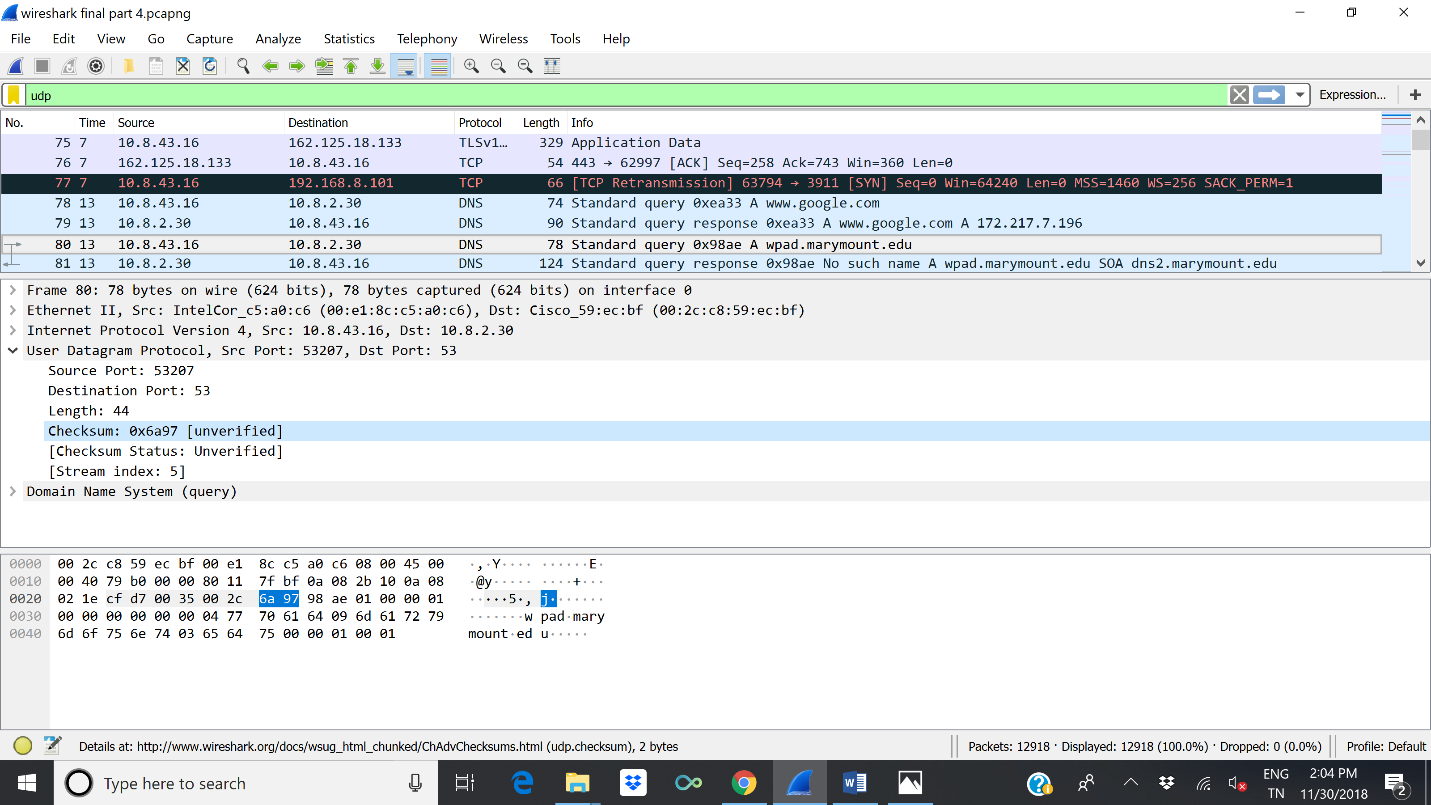 wireshark final part 4.pcapng
File Edit View Go Capture Analyze Statistics Telephony Wireless Tools Help
udp Expression... +
No. Time Source Destination Protocol Length Info
75 7 10.8.43.16 162.125.18.133 TLSv1… 329 Application Data
76 7 162.125.18.133 10.8.43.16 TCP 54 443 → 62997 [ACK] Seq=258 Ack=743 Win=360 Len=0
77 7 10.8.43.16 192.168.8.101 TCP 66 [TCP Retransmission] 63794 → 3911 [SYN] Seq=0 Win=64240 Len=0 MSS=1460 WS=256 SACK_PERM=1
78 13 10.8.43.16 10.8.2.30 DNS 74 Standard query 0xea33 A www.google.com
79 13 10.8.2.30 10.8.43.16 DNS 90 Standard query response 0xea33 A www.google.com A 172.217.7.196
80 13 10.8.43.16 10.8.2.30 DNS 78 Standard query 0x98ae A wpad.marymount.edu
81 13 10.8.2.30 10.8.43.16 DNS 124 Standard query response 0x98ae No such name A wpad.marymount.edu SOA dns2.marymount.edu
Frame 80: 78 bytes on wire (624 bits), 78 bytes captured (624 bits) on interface 0
Ethernet II, Src: IntelCor_c5:a0:c6 (00:e1:8c:c5:a0:c6), Dst: Cisco_59:ec:bf (00:2c:c8:59:ec:bf)
Internet Protocol Version 4, Src: 10.8.43.16, Dst: 10.8.2.30
User Datagram Protocol, Src Port: 53207, Dst Port: 53
Source Port: 53207
Destination Port: 53
Length: 44
Checksum: 0x6a97 [unverified]
[Checksum Status: Unverified]
[Stream index: 5]
Domain Name System (query)
0000 00 2c c8 59 ec bf 00 e1 8c c5 a0 c6 08 00 45 00 ·,·Y···· ······E·
0010 00 40 79 b0 00 00 80 11 7f bf 0a 08 2b 10 0a 08 ·@y····· ····+···
0020 02 1e cf d7 00 35 00 2c 6a 97 98 ae 01 00 00 01 ·····5·, j·······
0030 00 00 00 00 00 00 04 77 70 61 64 09 6d 61 72 79 ·······w pad·mary
0040 6d 6f 75 6e 74 03 65 64 75 00 00 01 00 01 mount·ed u·····
Details at: http://www.wireshark.org/docs/wsug_html_chunked/ChAdvChecksums.html (udp.checksum), 2 bytes Packets: 12918 · Displayed: 12918 (100.0%) · Dropped: 0 (0.0%) Profile: Default
Type here to search ENG 2:04 PM
TN 11/30/2018 2